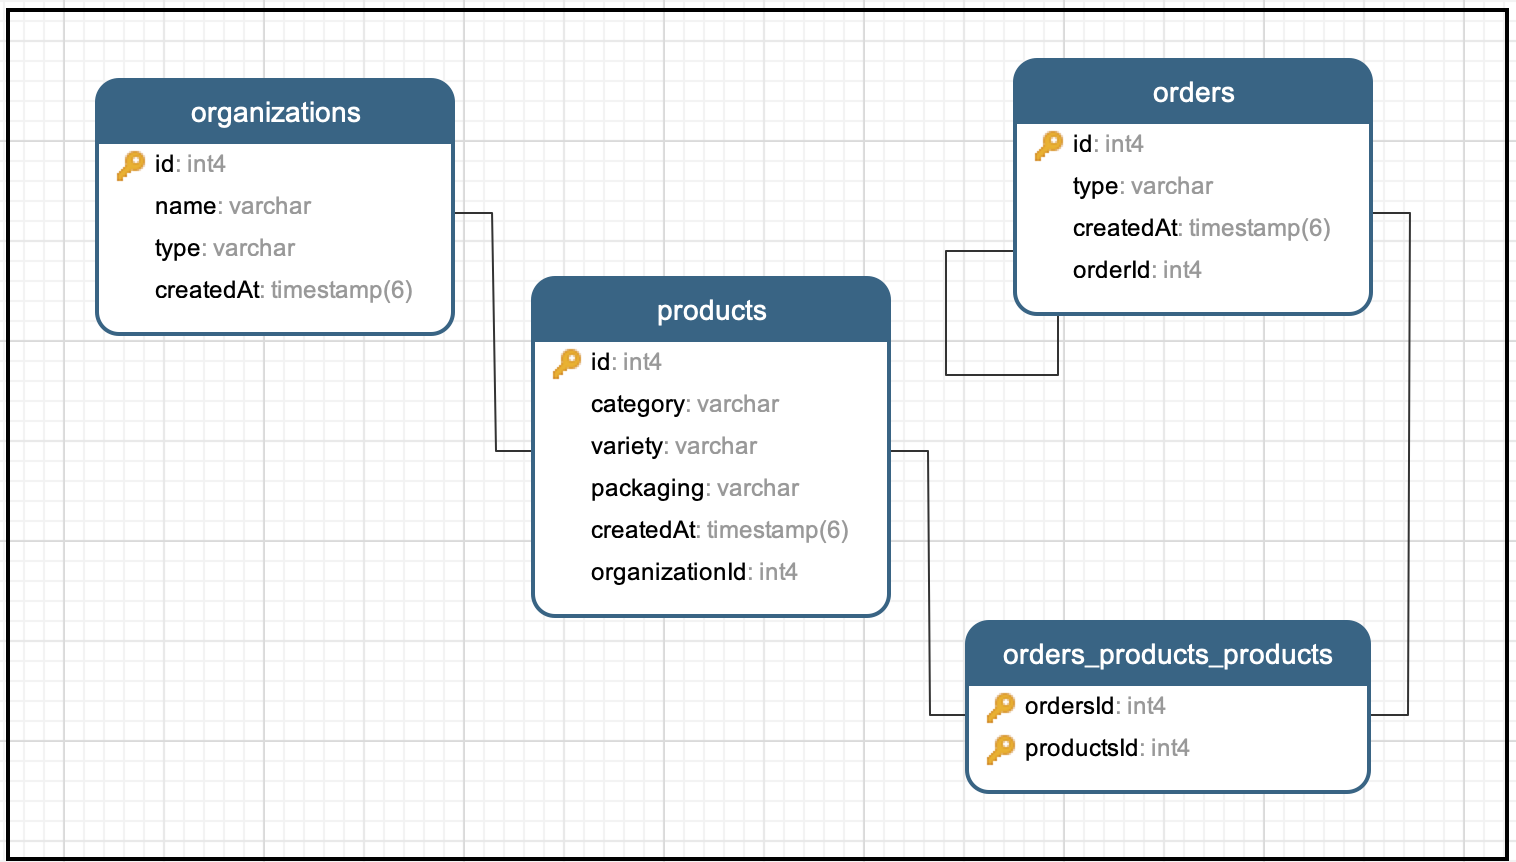 organizations
id: int4
name: varchar
type: varchar
createdAt: timestamp(6)
products
id: int4
category: varchar
variety: varchar
packaging: varchar
createdAt: timestamp(6)
organizationId: int4
orders
id: int4
type: varchar
createdAt: timestamp(6)
orderId: int4
orders_products_products
ordersId: int4
productsId: int4